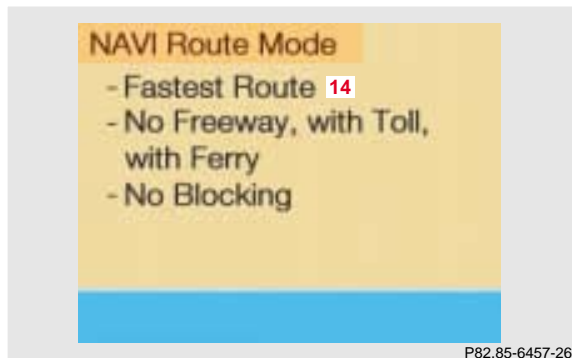 NAVI Route Mode
- Fastest Route 14
- No Freeway, with Toll,
with Ferry
- No Blocking
P82.85-6457-26